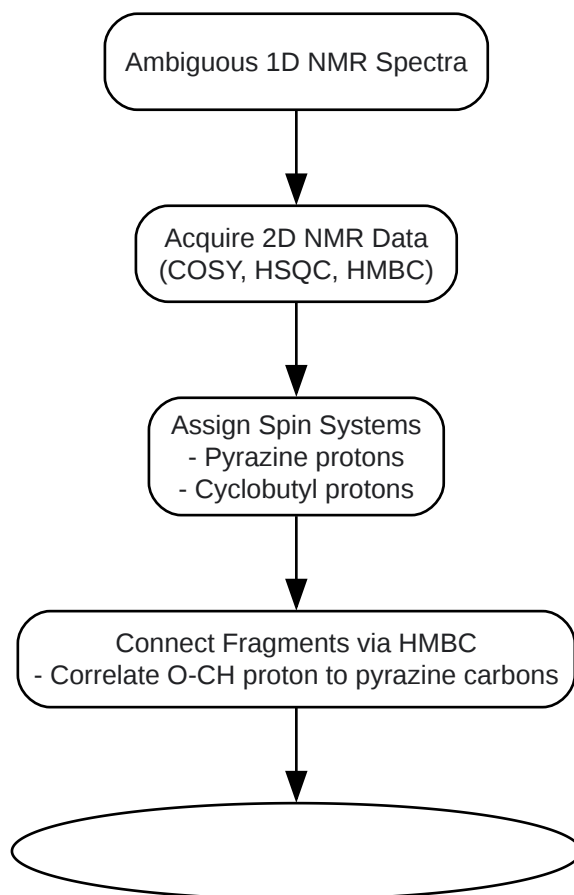 Ambiguous 1D NMR Spectra
Acquire 2D NMR Data
(COSY, HSQC, HMBC)
Assign Spin Systems
- Pyrazine protons
- Cyclobutyl protons
Connect Fragments via HMBC
- Correlate O-CH proton to pyrazine carbons